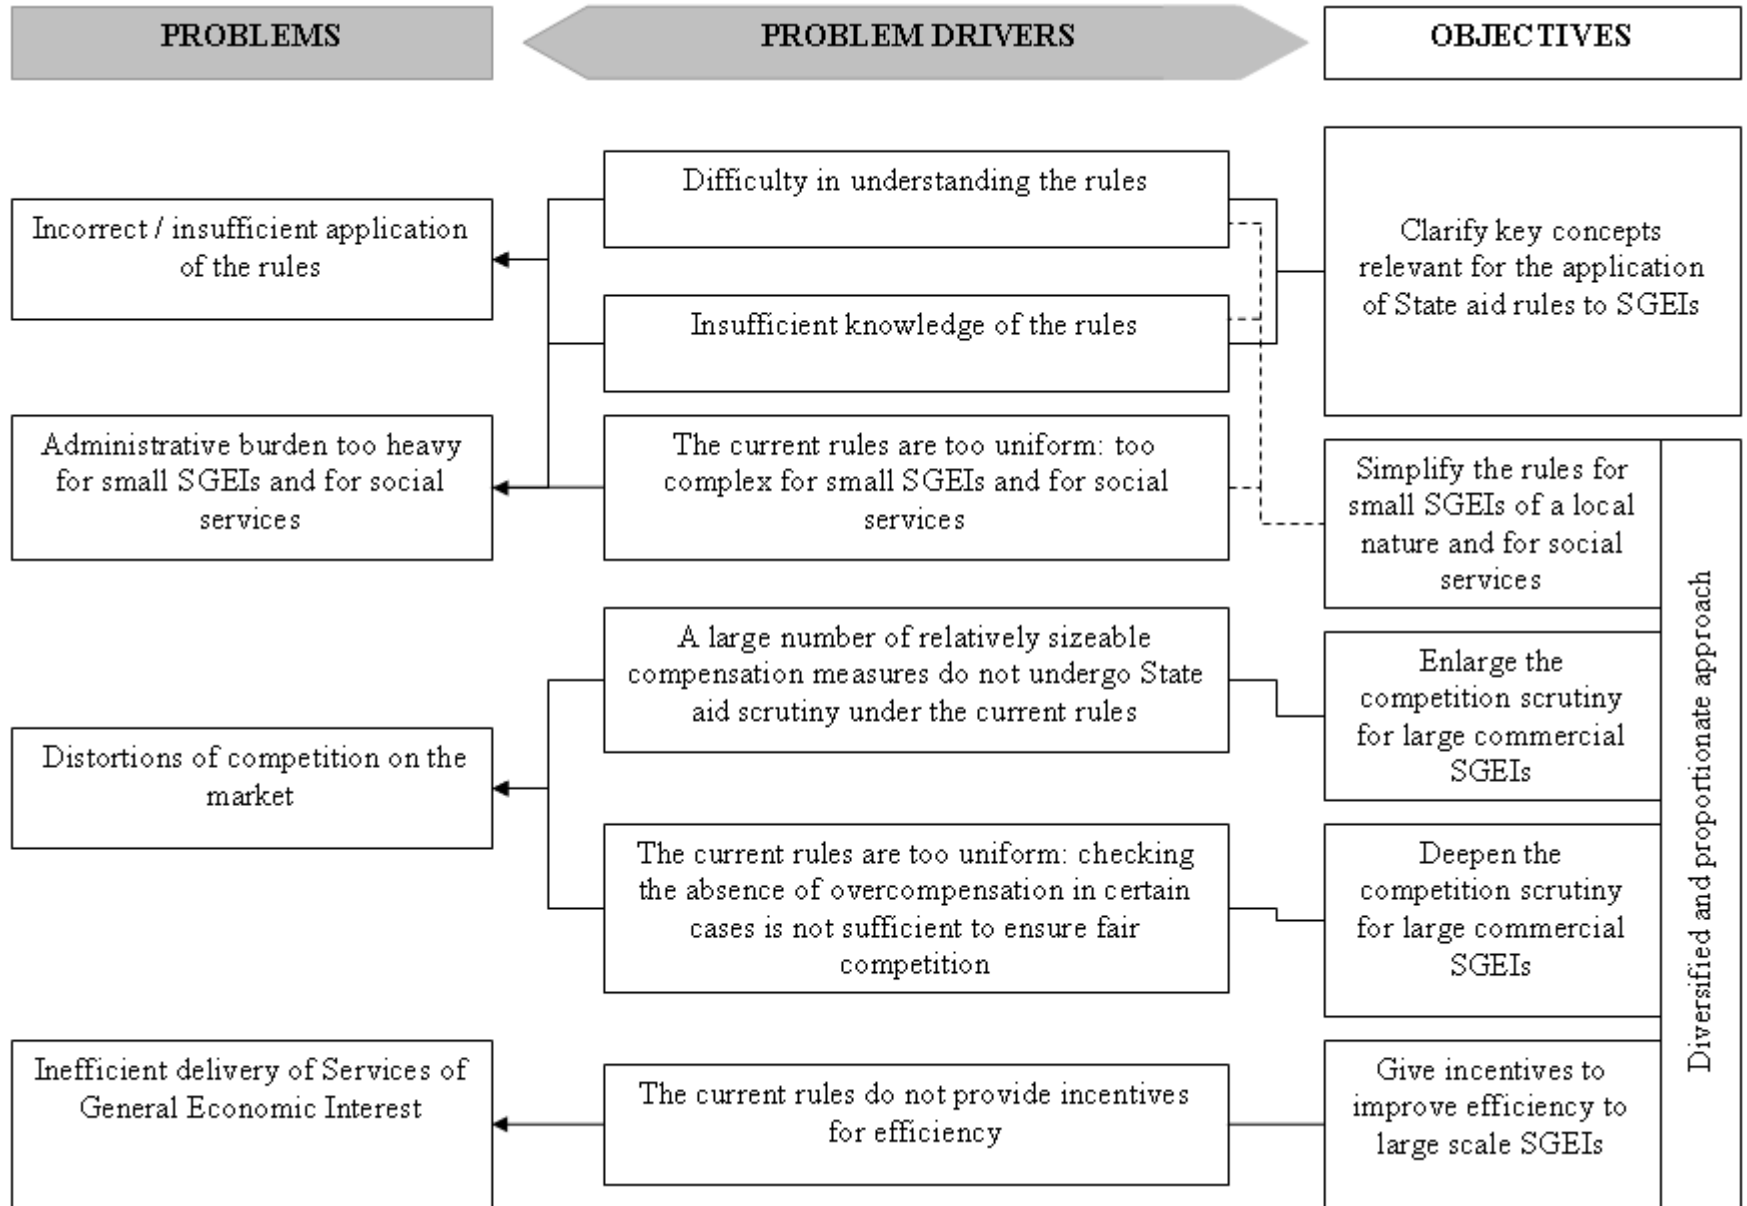 PROBLEMS
PROBLEM DRIVERS
OBJECTIVES
Incorrect / insufficient application
of the rules
Administrative burden too heavy
for small SGEIs and for social
services
Distortions of competition on the
market
Inefficient delivery of Services of
General Economic Interest
Difficulty in understanding the rules
Insufficient knowledge of the rules
The current rules are too uniform: too
complex for small SGEIs and for social
services
A large number of relatively sizeable
compensation measures do not undergo State
aid scrutiny under the current rules
The current rules are too uniform: checking
the absence of overcompensation in certain
cases is not sufficient to ensure fair
competition
The current rules do not provide incentives
for efficiency
Clarify key concepts
relevant for the application
of State aid rules to SGEIs
Simplify the rules for
small SGEIs of a local
nature and for social
services
Enlarge the
competition scrutiny
for large commercial
SGEIs
Deepen the
competition scrutiny
for large commercial
SGEIs
Give incentives to
improve efficiency to
large scale SGEIs
Diversified and proportionate approach